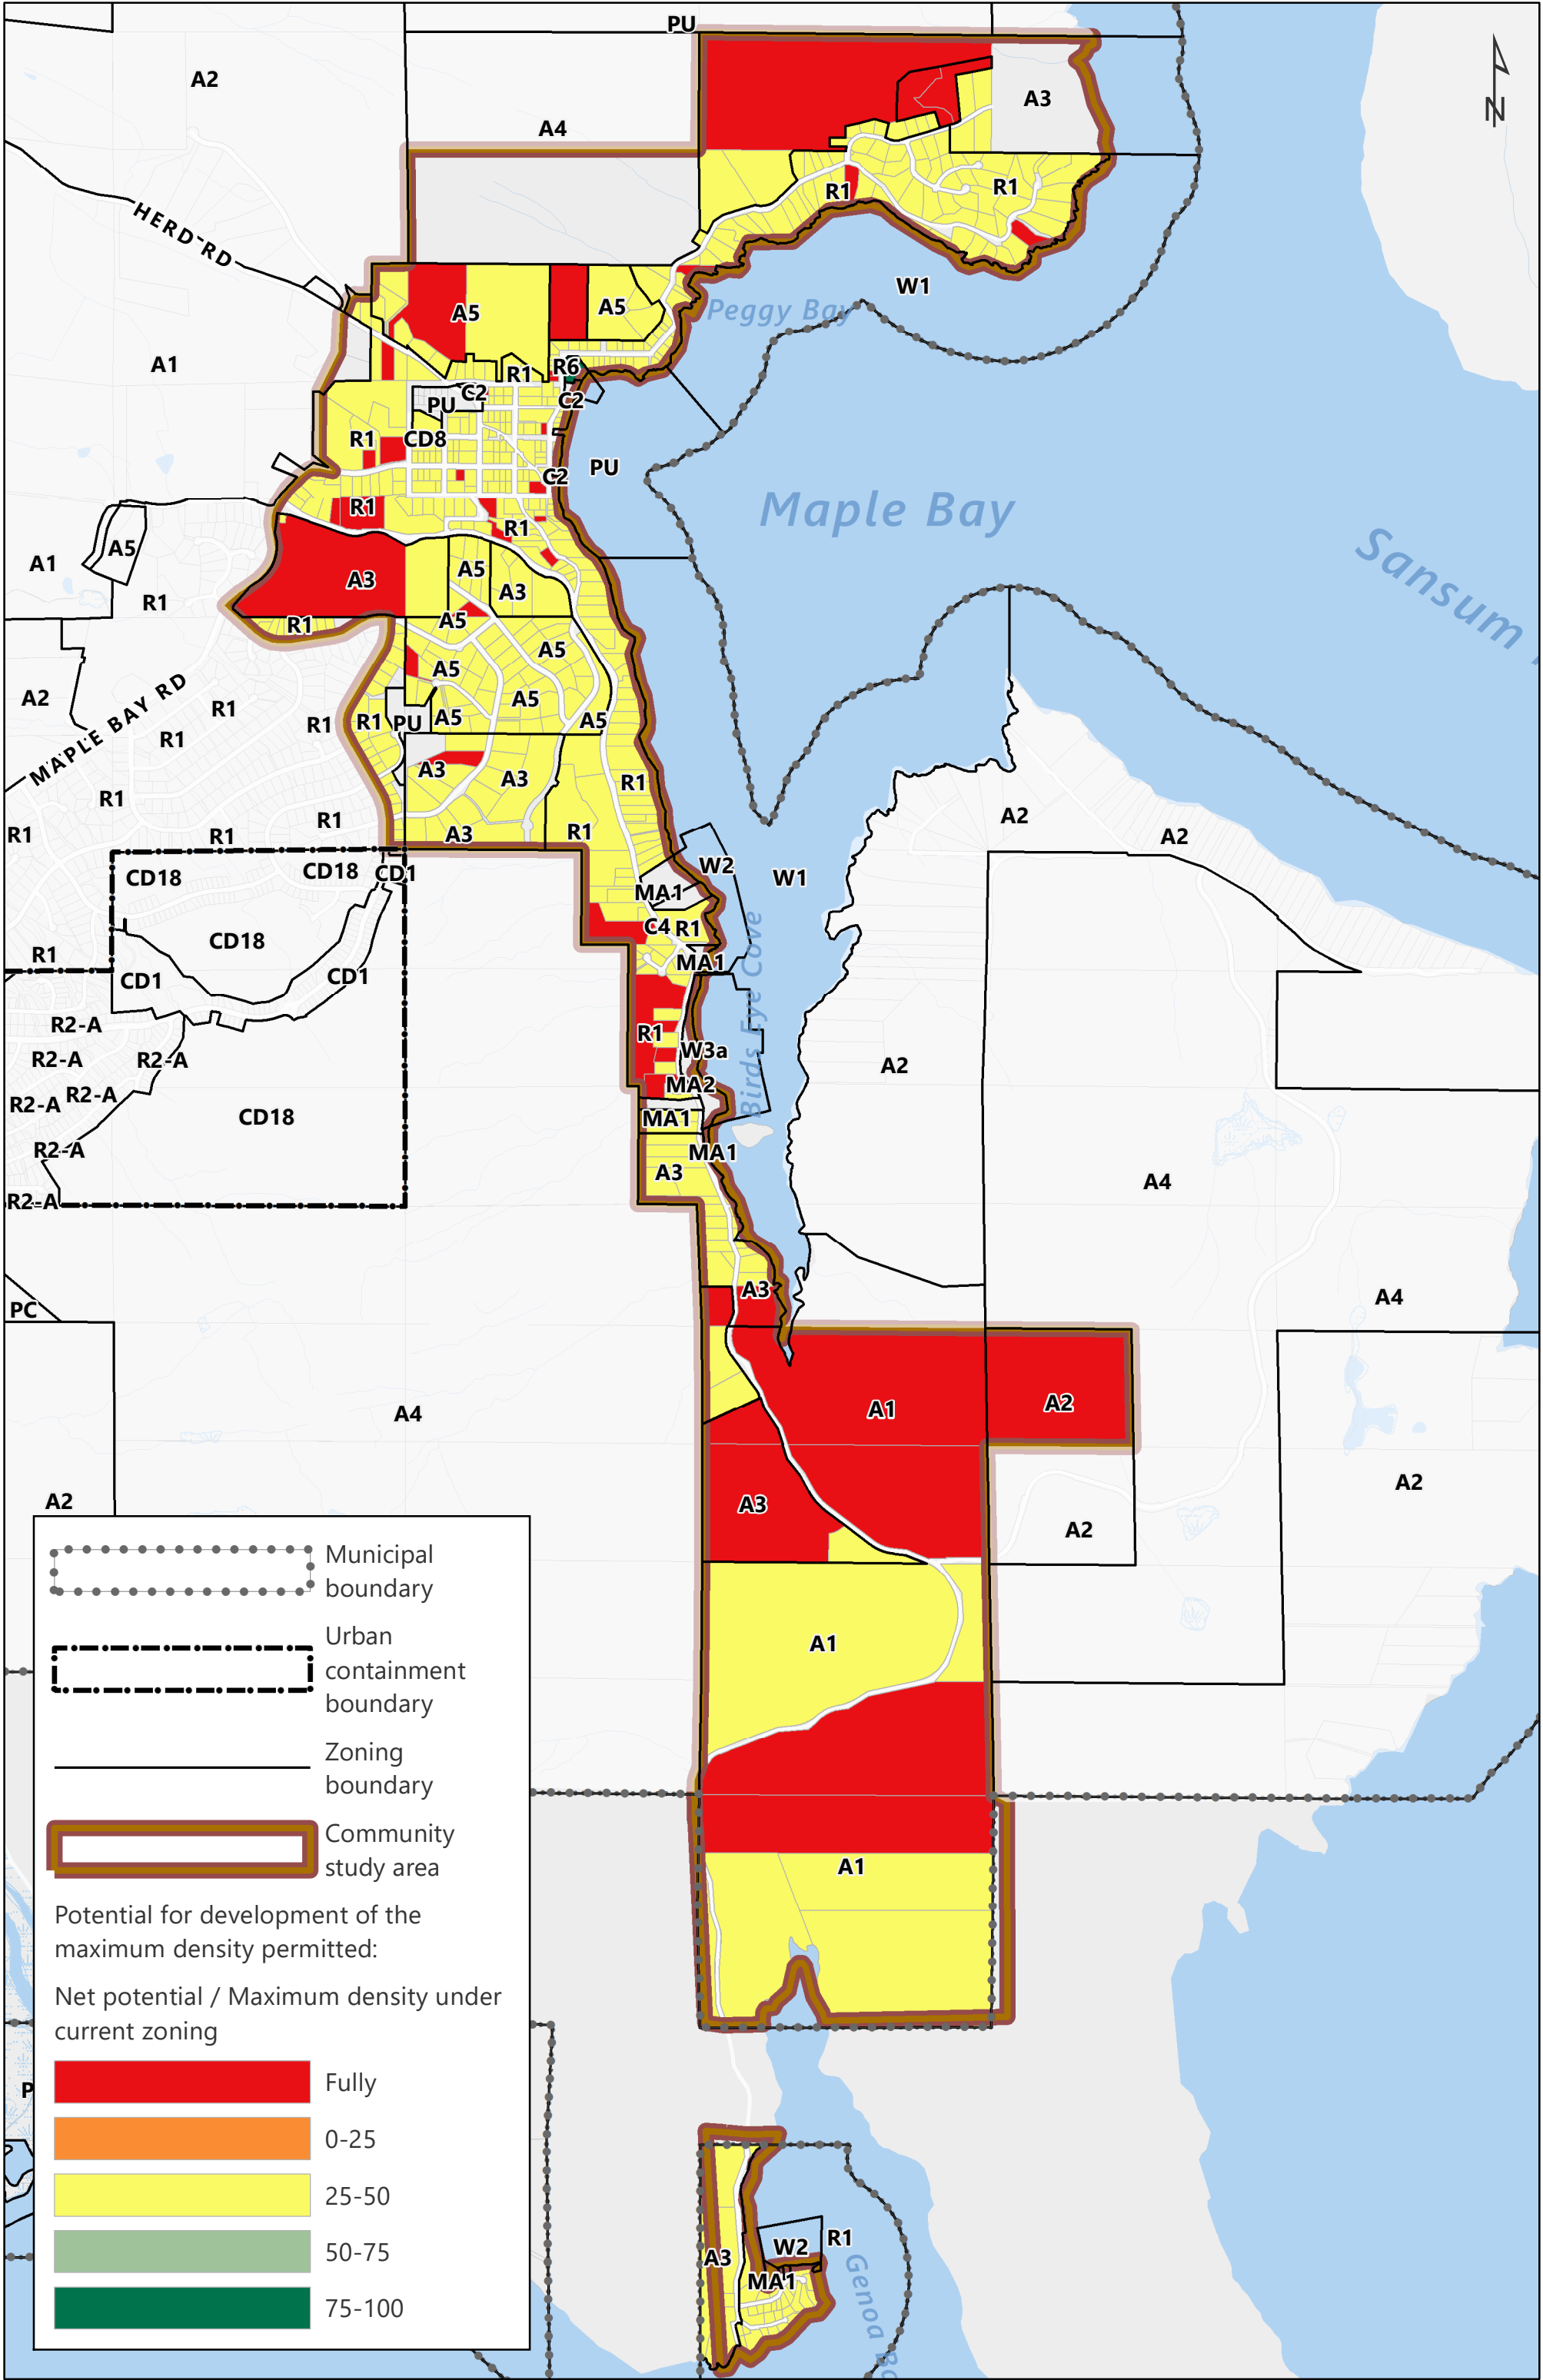 PU
A2
A4
A3
N
HERD RD
R1
R1
W1
Peggy Bay
A5
A5
A1
R6
R1
C2
C2
PU
R1
CD8
C2
PU
Maple Bay
R1
R1
Sansum
A5
A1
A5
A3
A3
R1
R1
A5
A5
A5
A2
MAPLE BAY RD
A5
R1
R1
R1
R1
PU
A5
A5
A3
A3
R1
R1
R1
R1
R1
R1
A3
R1
A2
A2
CD18
CD18
CD1
W2
W1
MA1
C4
R1
CD18
R1
CD1
CD1
MA1
Birds Eye Cove
R2-A
R1
W3a
R2-A
R2-A
A2
MA2
R2-A
R2-A
CD18
MA1
R2-A
MA1
A3
A4
R2-A
A3
A4
PC
A1
A2
A4
A2
A2
A3
A2
A1
A1
Municipal
boundary
Urban
containment
boundary
Zoning
boundary
Community
study area
Potential for development of the
maximum density permitted:
Net potential / Maximum density under
current zoning
Fully
0-25
25-50
50-75
75-100
P
R1
W2
A3
MA1
Genoa